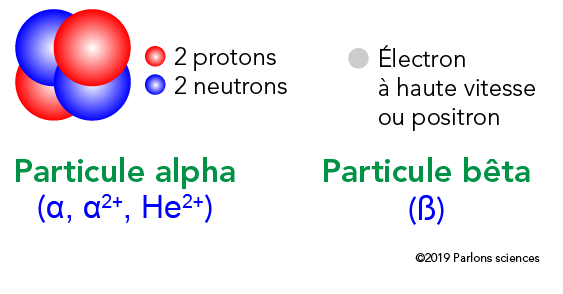 2 protons
2 neutrons
Particule alpha
(α, α²⁺, He²⁺)
Électron
à haute vitesse
ou positron
Particule bêta
(ß)
©2019 Parlons sciences